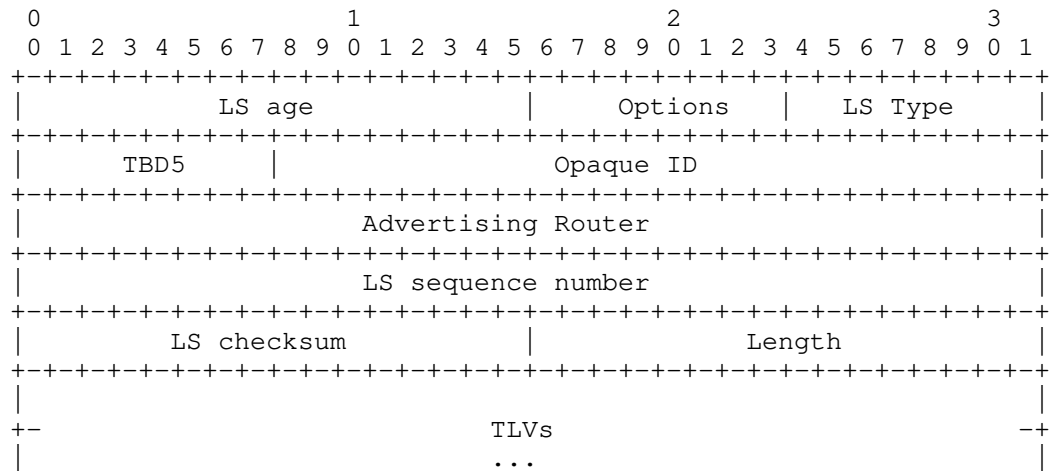 0                   1                   2                   3
 0 1 2 3 4 5 6 7 8 9 0 1 2 3 4 5 6 7 8 9 0 1 2 3 4 5 6 7 8 9 0 1
+-+-+-+-+-+-+-+-+-+-+-+-+-+-+-+-+-+-+-+-+-+-+-+-+-+-+-+-+-+-+-+-+
|            LS age             |     Options   |   LS Type     |
+-+-+-+-+-+-+-+-+-+-+-+-+-+-+-+-+-+-+-+-+-+-+-+-+-+-+-+-+-+-+-+-+
|      TBD5     |                 Opaque ID                     |
+-+-+-+-+-+-+-+-+-+-+-+-+-+-+-+-+-+-+-+-+-+-+-+-+-+-+-+-+-+-+-+-+
|                     Advertising Router                        |
+-+-+-+-+-+-+-+-+-+-+-+-+-+-+-+-+-+-+-+-+-+-+-+-+-+-+-+-+-+-+-+-+
|                     LS sequence number                        |
+-+-+-+-+-+-+-+-+-+-+-+-+-+-+-+-+-+-+-+-+-+-+-+-+-+-+-+-+-+-+-+-+
|         LS checksum           |             Length            |
+-+-+-+-+-+-+-+-+-+-+-+-+-+-+-+-+-+-+-+-+-+-+-+-+-+-+-+-+-+-+-+-+
|                                                               |
+-                            TLVs                             -+
|                             ...                               |